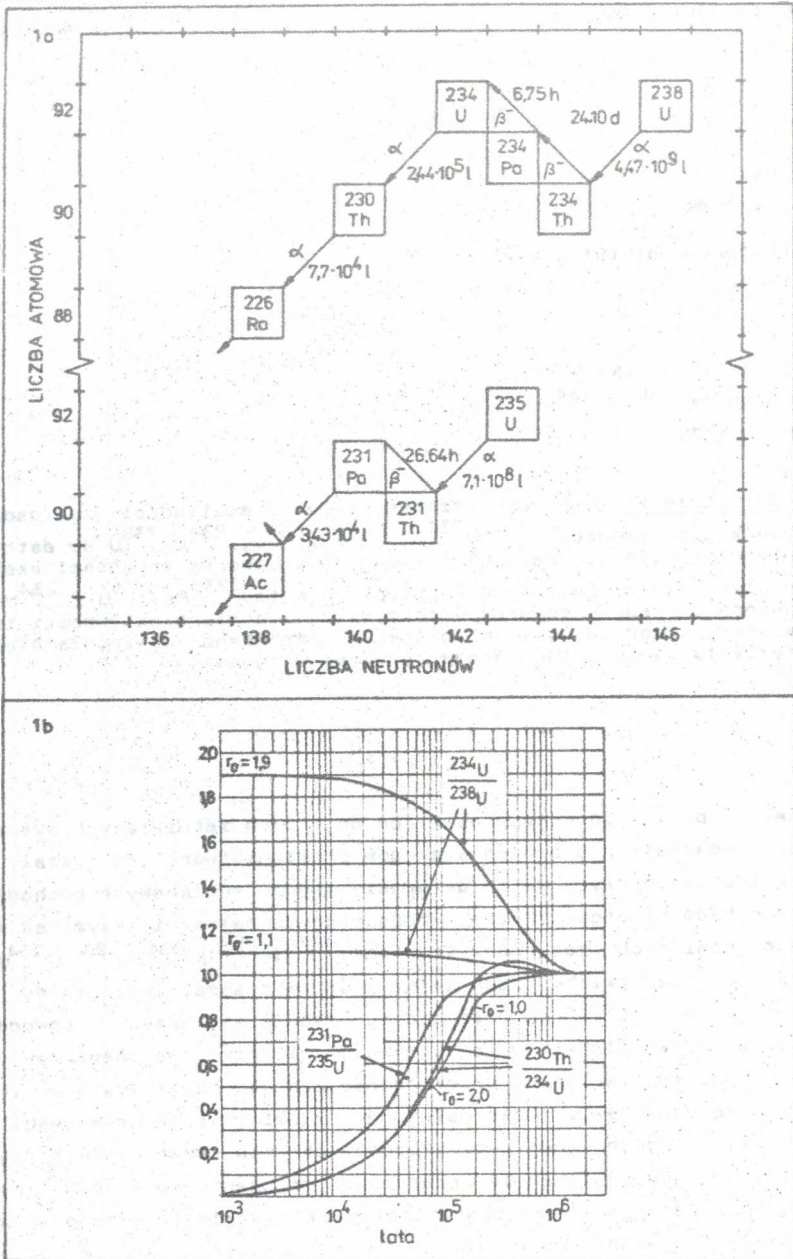 1a
LICZBA ATOMOWA
92
90
88
92
90
234 U
6,75 h
β⁻
238 U
24.10 d
α
4,47·10⁹ l
234 Pa
β⁻
234 Th
α
2,44·10⁵ l
230 Th
α
7,7·10⁴ l
226 Ra
235 U
α
7,1·10⁸ l
231 Pa
26,64 h
β⁻
231 Th
α
3,43·10⁴ l
227 Ac
136 138 140 142 144 146
LICZBA NEUTRONÓW
1b
2,0
1,8
1,6
1,4
1,2
1,0
0,8
0,6
0,4
0,2
r₀=1,9
²³⁴U
²³⁸U
r₀=1,1
r₀=1,0
²³¹Pa
²³⁵U
²³⁰Th
²³⁴U
r₀=2,0
10³ 10⁴ 10⁵ 10⁶
lata